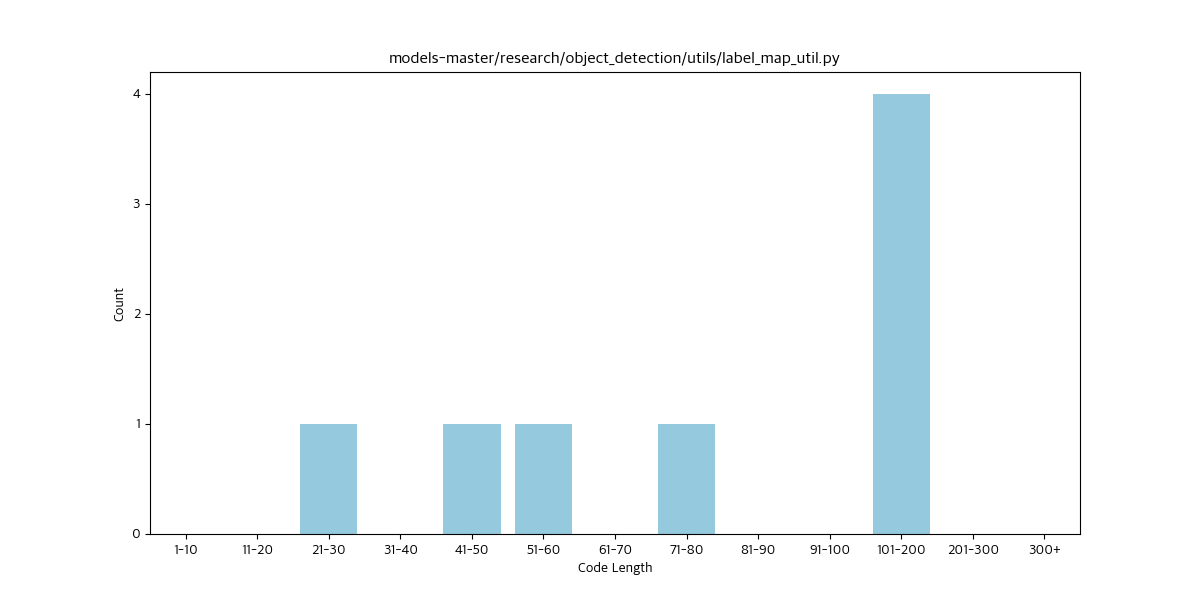 models-master/research/object_detection/utils/label_map_util.py
4
3
2
1
0
Count
1-10 11-20 21-30 31-40 41-50 51-60 61-70 71-80 81-90 91-100 101-200 201-300 300+
Code Length